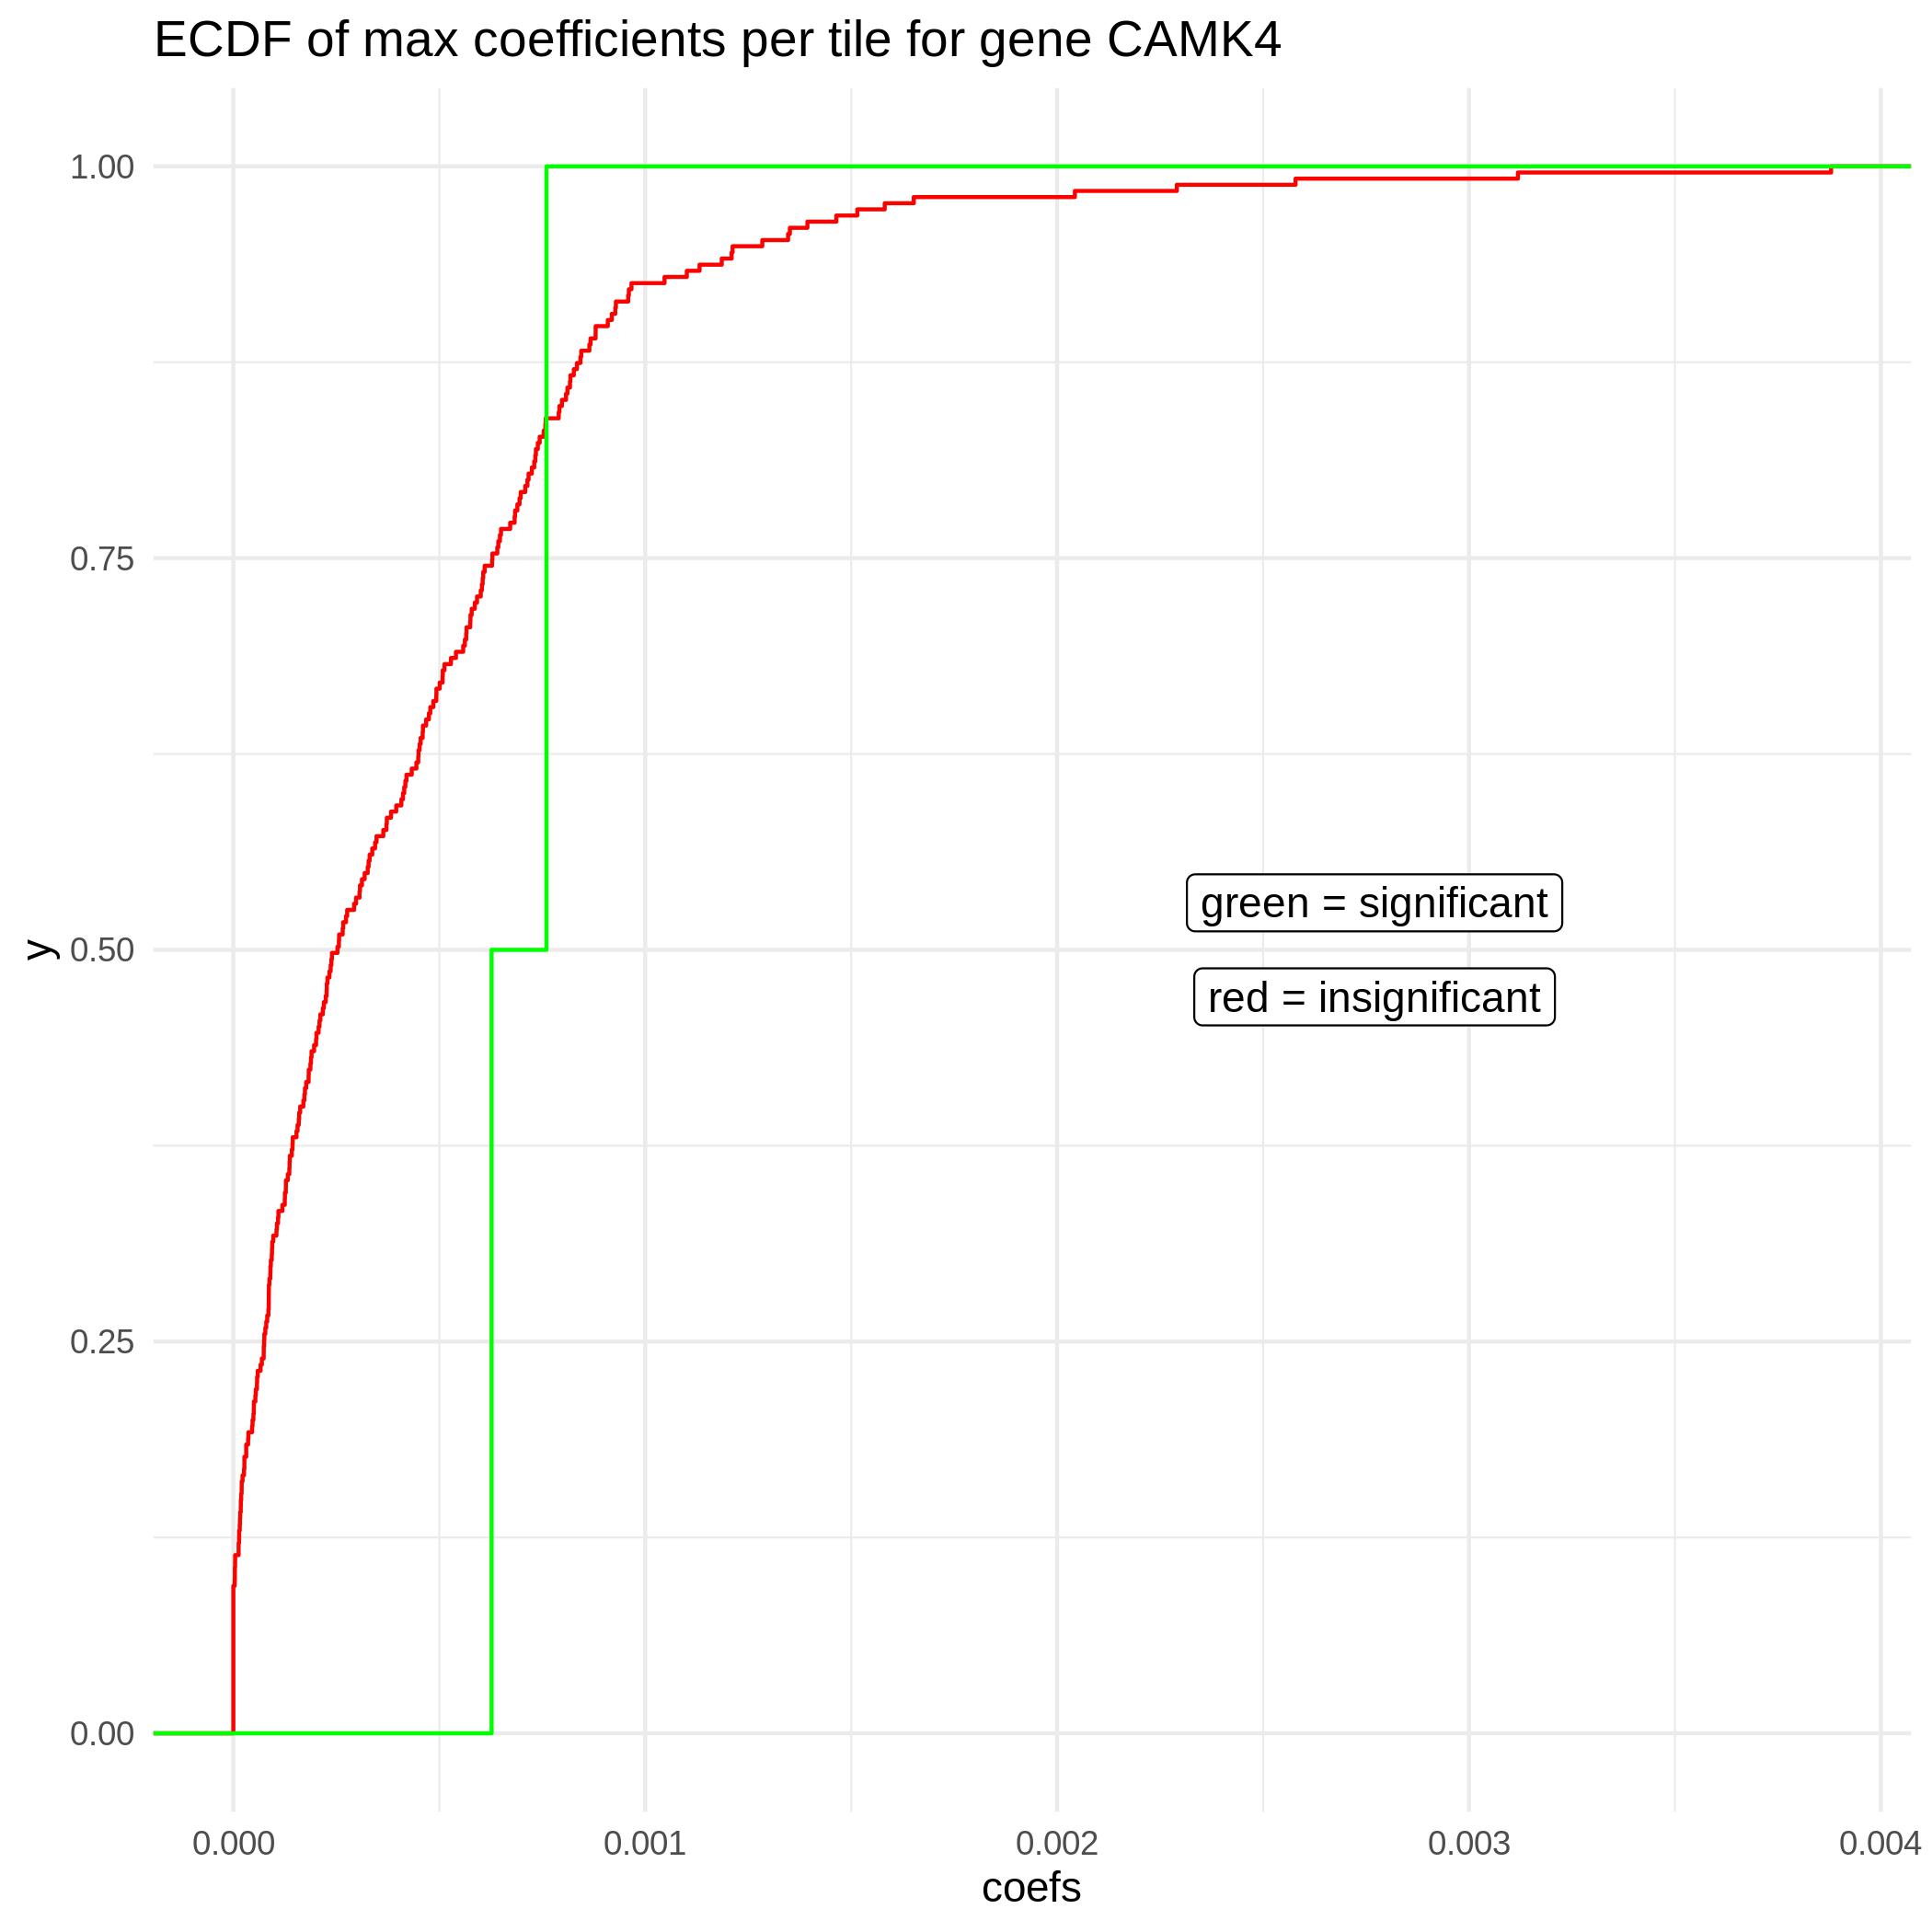 ECDF of max coefficients per tile for gene CAMK4
1.00
0.75
0.50
0.25
0.00
y
green = significant
red = insignificant
0.000 0.001 0.002 0.003 0.004
coefs